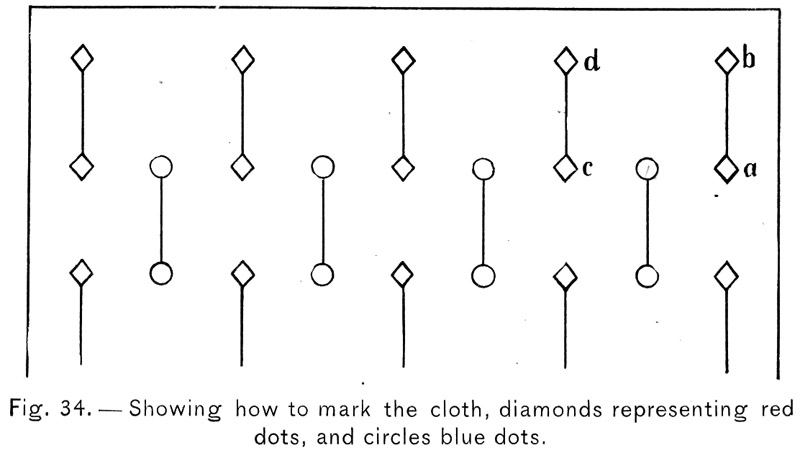 d
b
c
a
Fig. 34. — Showing how to mark the cloth, diamonds representing red
dots, and circles blue dots.